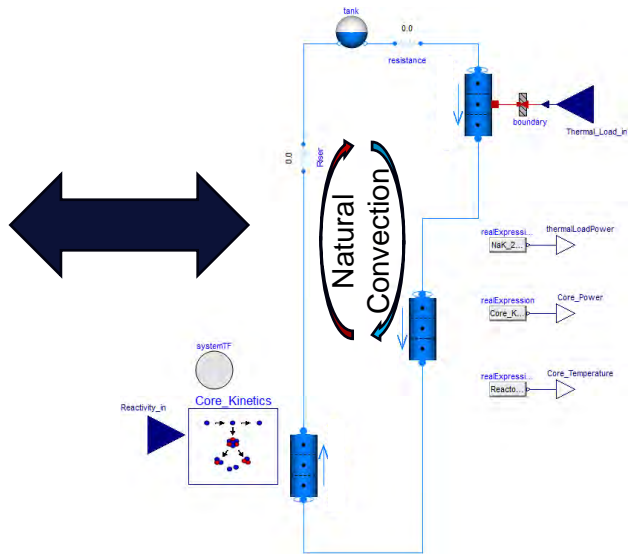 tank
0.0
resistance
boundary
Thermal_Load_in
0.0
Riser
Natural
Convection
realExpressi...
NaK_2...
thermalLoadPower
realExpression
Core_K...
Core_Power
realExpressi...
Reacto...
Core_Temperature
systemTF
Reactivity_in
Core_Kinetics